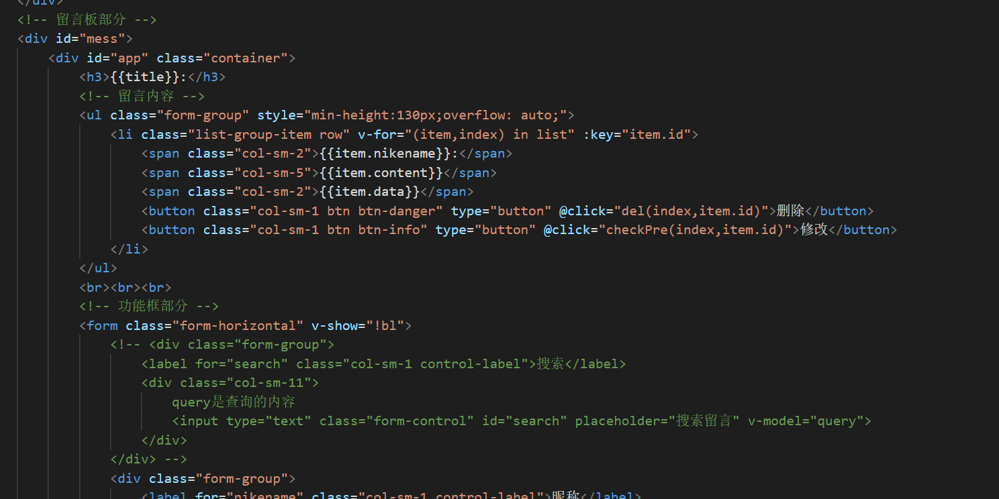 </div>
<!-- 留言板部分 -->
<div id="mess">
<div id="app" class="container">
<h3>{{title}}:</h3>
<!-- 留言内容 -->
<ul class="form-group" style="min-height:130px;overflow: auto;">
<li class="list-group-item row" v-for="(item,index) in list" :key="item.id">
<span class="col-sm-2">{{item.nikename}}:</span>
<span class="col-sm-5">{{item.content}}</span>
<span class="col-sm-2">{{item.data}}</span>
<button class="col-sm-1 btn btn-danger" type="button" @click="del(index,item.id)">删除</button>
<button class="col-sm-1 btn btn-info" type="button" @click="checkPre(index,item.id)">修改</button>
</li>
</ul>
<br><br><br>
<!-- 功能框部分 -->
<form class="form-horizontal" v-show="!bl">
<!-- <div class="form-group">
<label for="search" class="col-sm-1 control-label">搜索</label>
<div class="col-sm-11">
query是查询的内容
<input type="text" class="form-control" id="search" placeholder="搜索留言" v-model="query">
</div>
</div> -->
<div class="form-group">
<label for="nikename" class="col-sm-1 control-label">昵称</label>